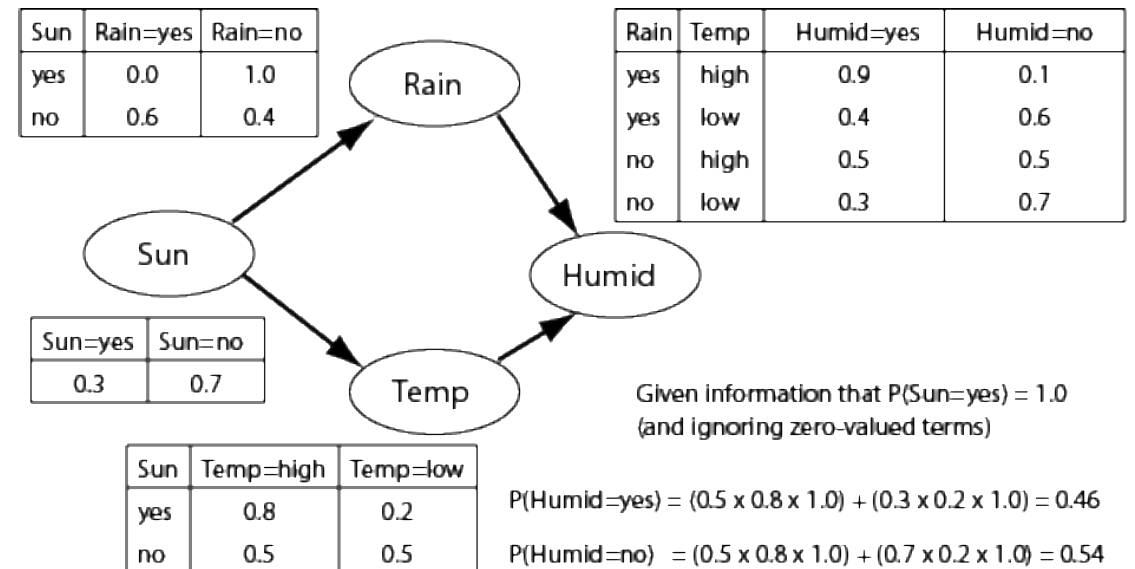 Sun Rain=yes Rain=no
yes 0.0 1.0
no 0.6 0.4
Rain
Rain Temp Humid=yes Humid=no
yes high 0.9 0.1
yes low 0.4 0.6
no high 0.5 0.5
no low 0.3 0.7
Sun
Humid
Sun=yes Sun=no
0.3 0.7
Temp
Given information that P(Sun=yes) = 1.0
(and ignoring zero-valued terms)
Sun Temp=high Temp=low
yes 0.8 0.2
no 0.5 0.5
P(Humid=yes) = (0.5 x 0.8 x 1.0) + (0.3 x 0.2 x 1.0) = 0.46
P(Humid=no) = (0.5 x 0.8 x 1.0) + (0.7 x 0.2 x 1.0) = 0.54